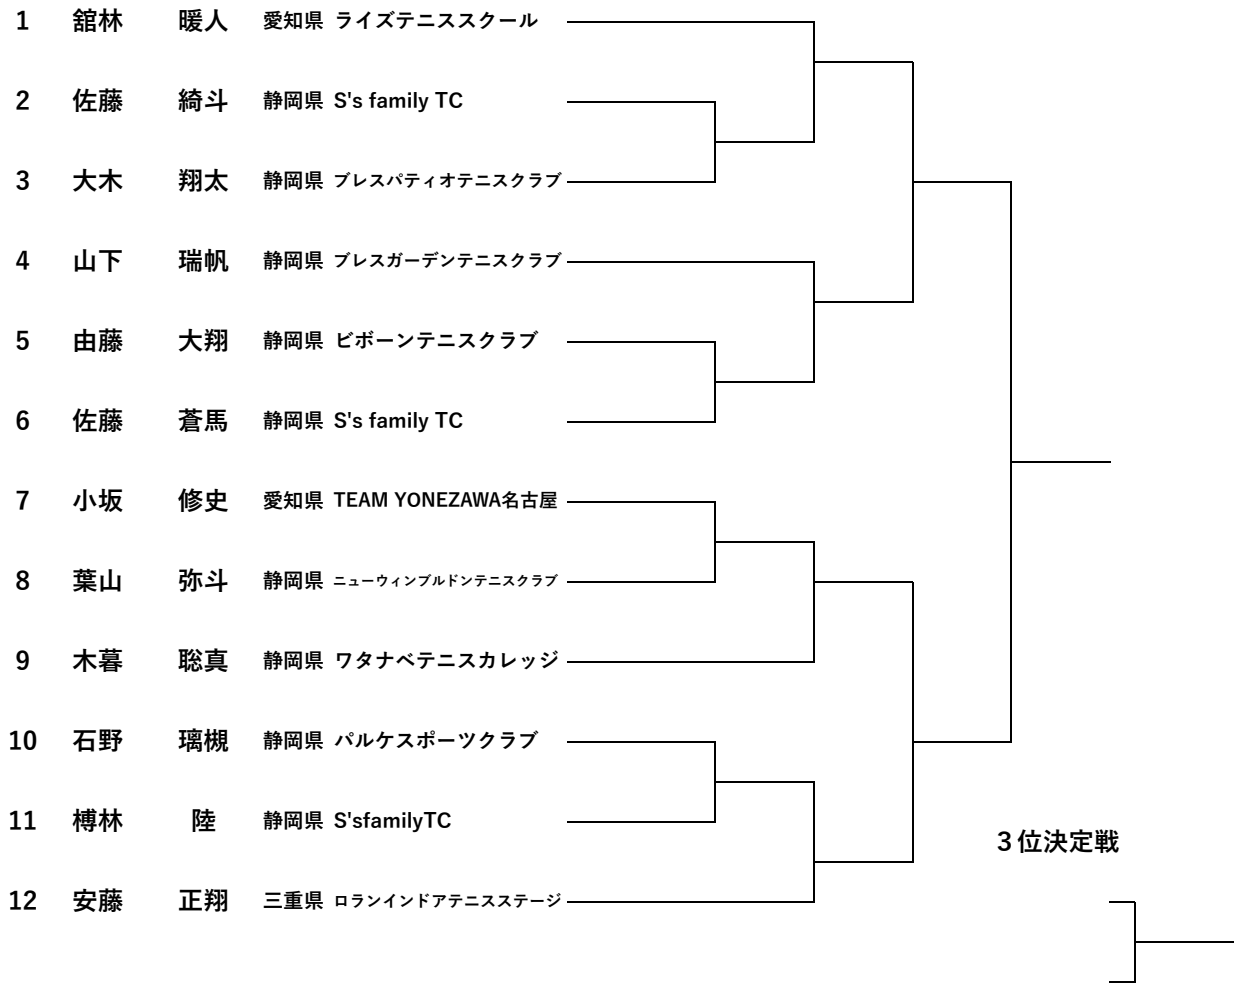 1 舘林 暖人 愛知県 ライズテニススクール
2 佐藤 綺斗 静岡県 S's family TC
3 大木 翔太 静岡県 ブレスパティオテニスクラブ
4 山下 瑞帆 静岡県 ブレスガーデンテニスクラブ
5 由藤 大翔 静岡県 ビボーンテニスクラブ
6 佐藤 蒼馬 静岡県 S's family TC
7 小坂 修史 愛知県 TEAM YONEZAWA名古屋
8 葉山 弥斗 静岡県 ニューウィンブルドンテニスクラブ
9 木暮 聡真 静岡県 ワタナベテニスカレッジ
10 石野 璃槻 静岡県 パルケスポーツクラブ
11 榑林 陸 静岡県 S'sfamilyTC
12 安藤 正翔 三重県 ロランインドアテニスステージ
３位決定戦